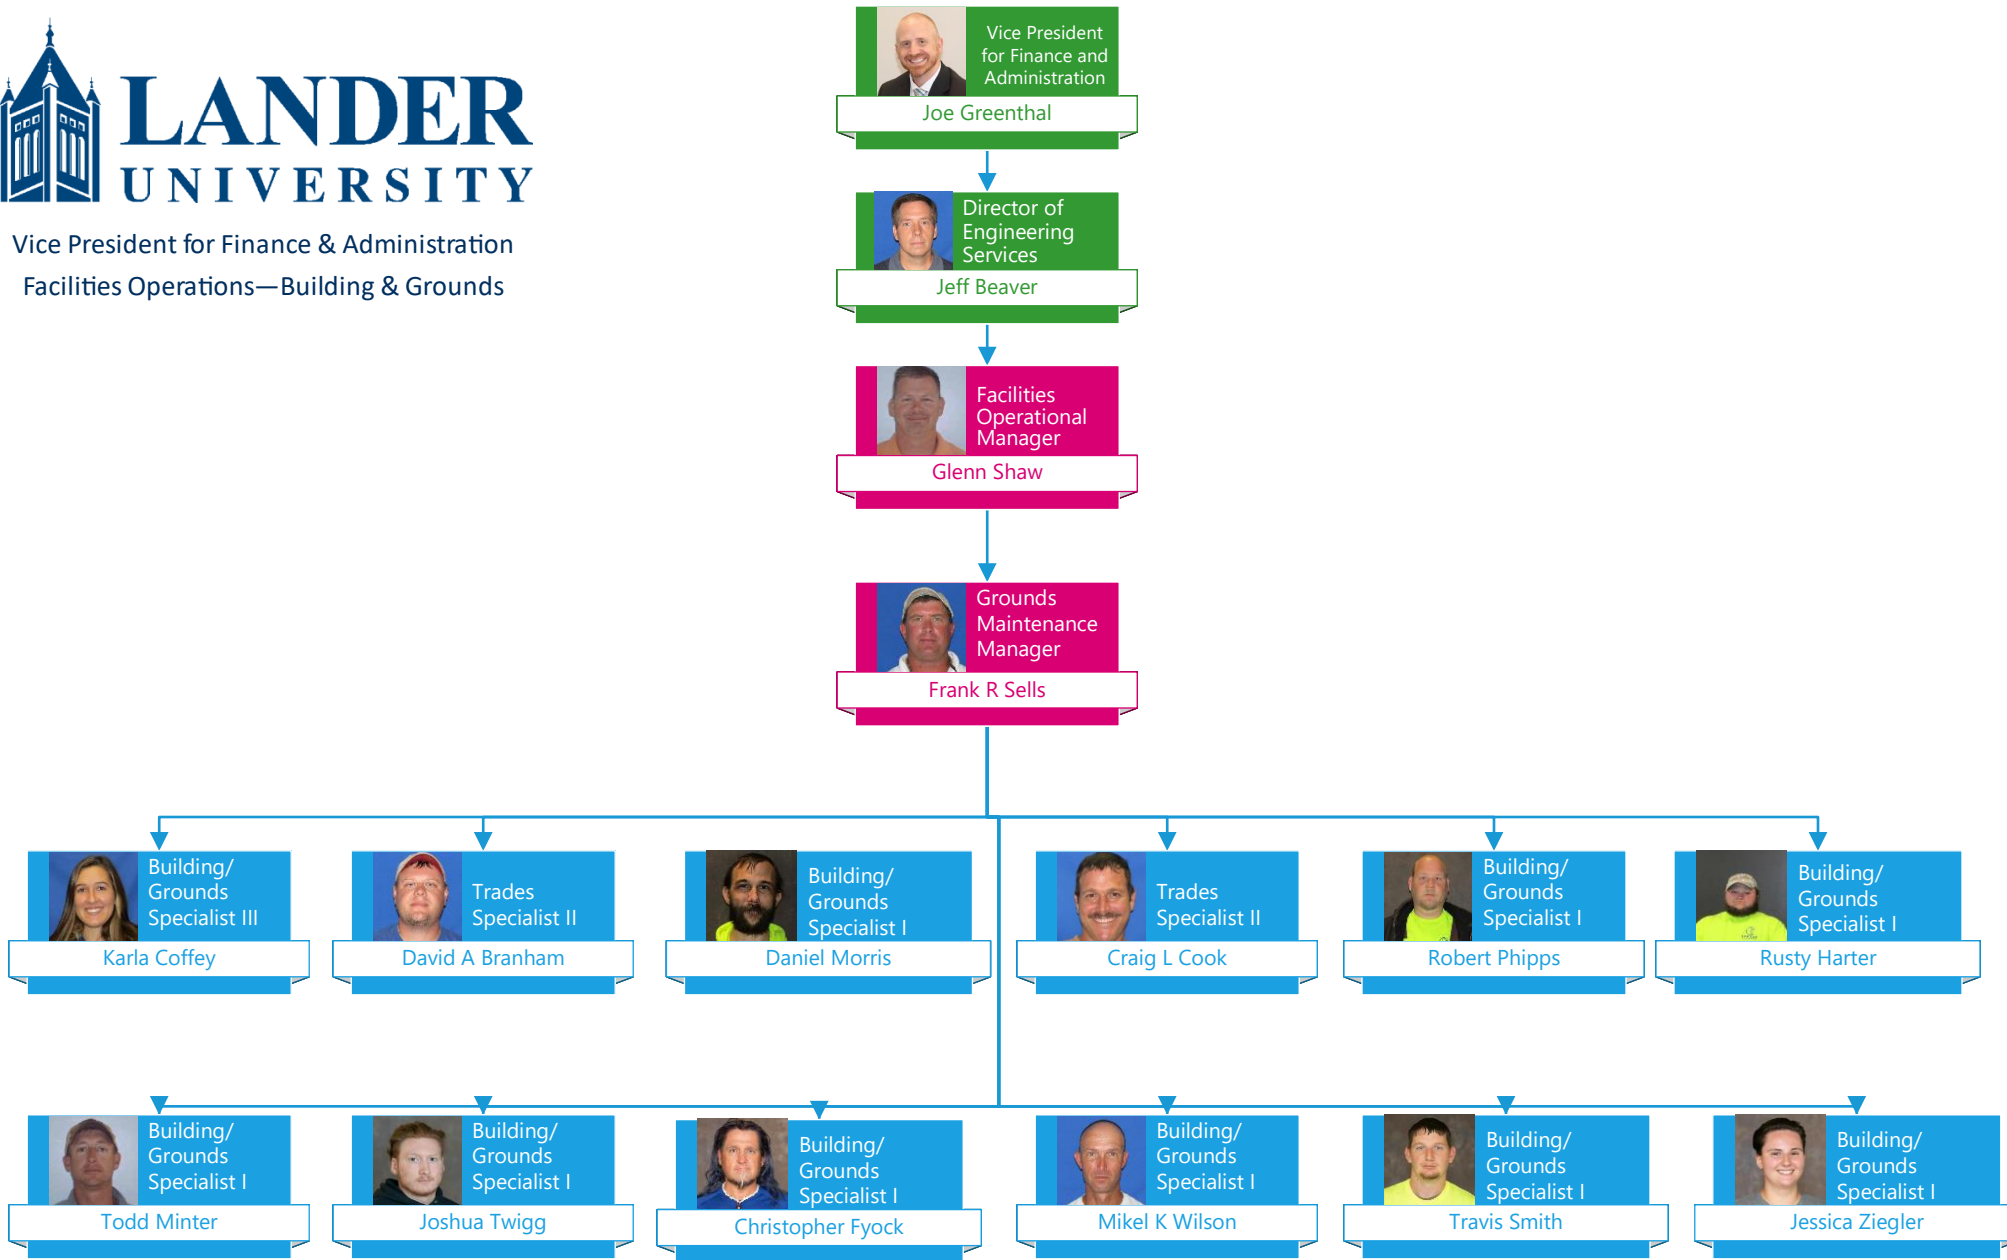 LANDER
UNIVERSITY
Vice President for Finance & Administration
Facilities Operations—Building & Grounds
Vice President
for Finance and
Administration
Joe Greenthal
Director of
Engineering
Services
Jeff Beaver
Facilities
Operational
Manager
Glenn Shaw
Grounds
Maintenance
Manager
Frank R Sells
Building/
Grounds
Specialist III
Karla Coffey
Trades
Specialist II
David A Branham
Building/
Grounds
Specialist I
Daniel Morris
Trades
Specialist II
Craig L Cook
Building/
Grounds
Specialist I
Robert Phipps
Building/
Grounds
Specialist I
Rusty Harter
Building/
Grounds
Specialist I
Todd Minter
Building/
Grounds
Specialist I
Joshua Twigg
Building/
Grounds
Specialist I
Christopher Fyock
Building/
Grounds
Specialist I
Mikel K Wilson
Building/
Grounds
Specialist I
Travis Smith
Building/
Grounds
Specialist I
Jessica Ziegler